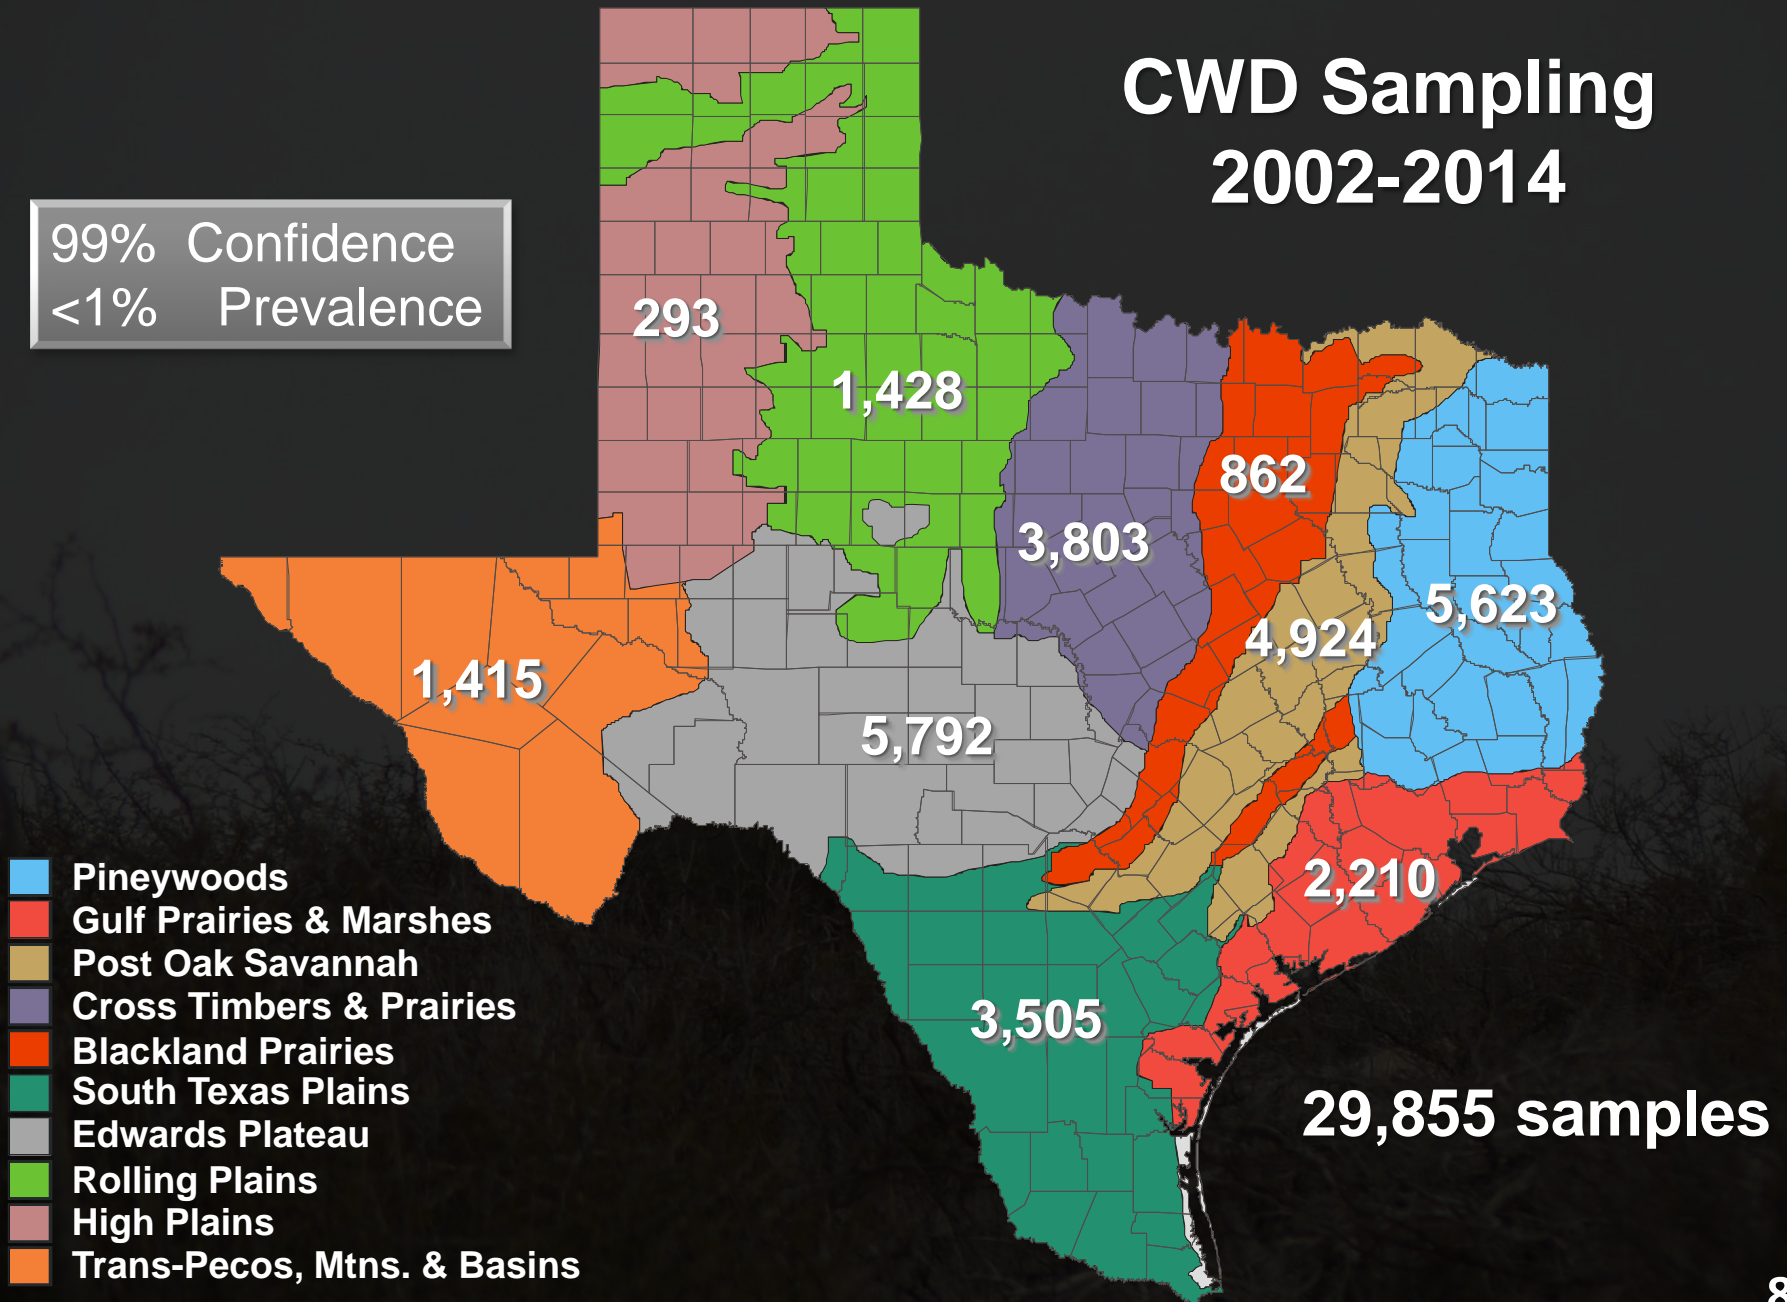 CWD Sampling
2002-2014
99% Confidence
<1% Prevalence
293
1,428
862
3,803
5,623
4,924
1,415
5,792
2,210
3,505
29,855 samples
Pineywoods
Gulf Prairies & Marshes
Post Oak Savannah
Cross Timbers & Prairies
Blackland Prairies
South Texas Plains
Edwards Plateau
Rolling Plains
High Plains
Trans-Pecos, Mtns. & Basins